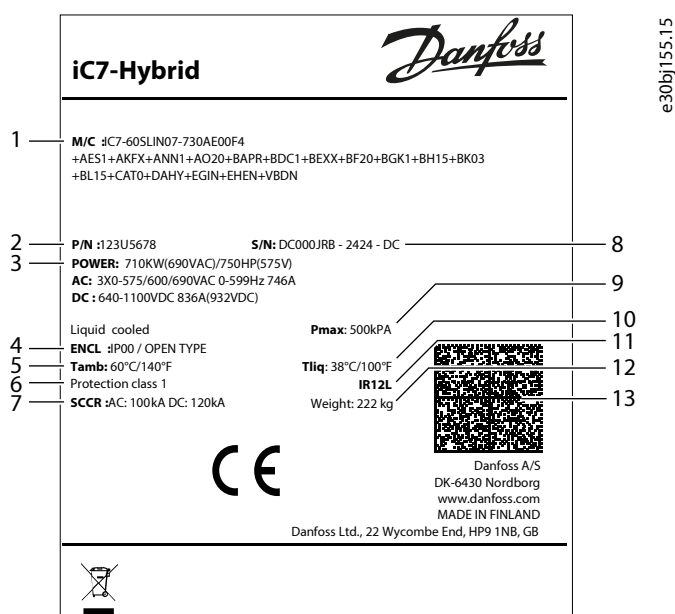 Danfoss
iC7-Hybrid
e30bj155.15
1 M/C :IC7-60SLIN07-730AE00F4
+AES1+AKFX+ANN1+AO20+BAPR+BDC1+BEXX+BF20+BGK1+BH15+BK03
+BL15+CAT0+DAHY+EGIN+EHEN+VBDN
2 P/N :123U5678 S/N: DC000JRB - 2424 - DC 8
3 POWER: 710KW(690VAC)/750HP(575V)
AC: 3X0-575/600/690VAC 0-599Hz 746A
DC : 640-1100VDC 836A(932VDC)
9
Liquid cooled Pmax: 500kPA
10
4 ENCL :IP00 / OPEN TYPE
11
5 Tamb: 60°C/140°F Tliq: 38°C/100°F
12
6 Protection class 1 IR12L
7 SCCR :AC: 100kA DC: 120kA Weight: 222 kg 13
CE
Danfoss A/S
DK-6430 Nordborg
www.danfoss.com
MADE IN FINLAND
Danfoss Ltd., 22 Wycombe End, HP9 1NB, GB